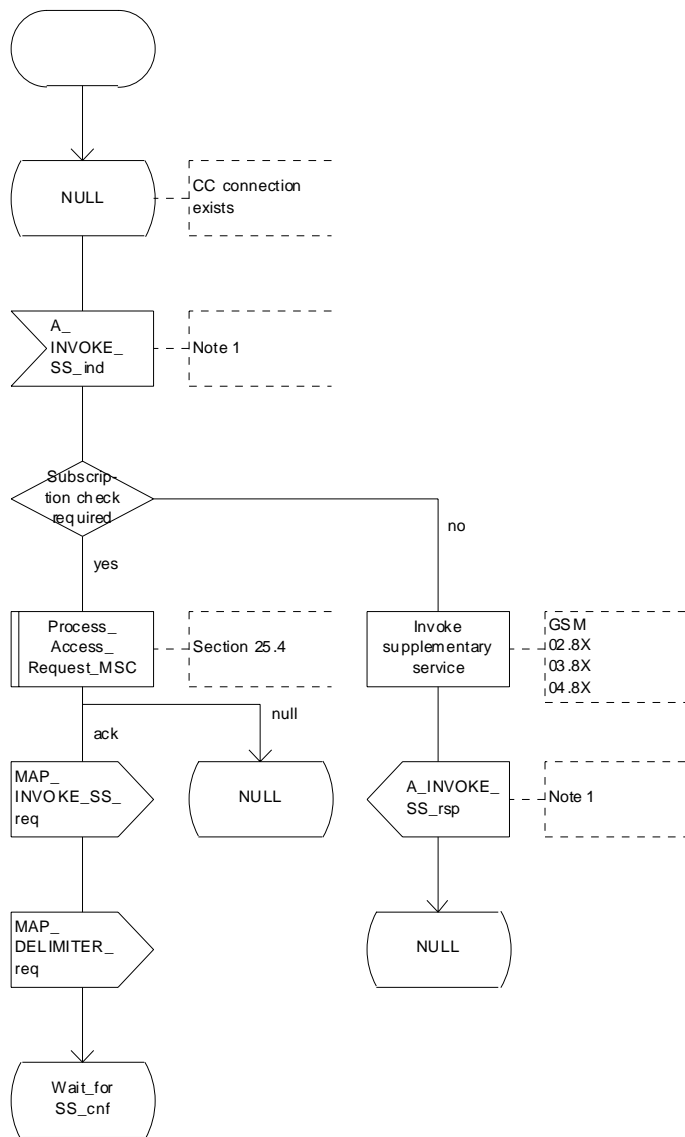 NULL
CC connection
exists
A_
INVOKE_
SS_ind
Note 1
Subscrip-
tion check
required
no
yes
Process_
Access_
Request_MSC
Section 25.4
Invoke
supplementary
service
GSM
02.8X
03.8X
04.8X
null
ack
MAP_
INVOKE_SS_
req
NULL
A_INVOKE_
SS_rsp
Note 1
MAP_
DELIMITER_
req
NULL
Wait_for
SS_cnf